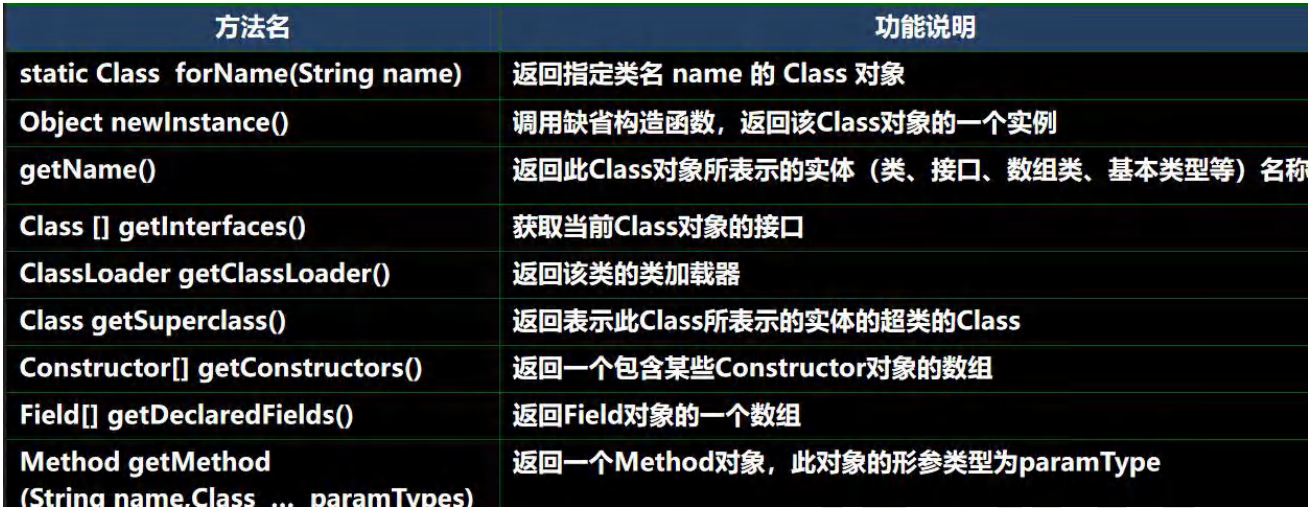 方法名 功能说明
static Class forName(String name) 返回指定类名 name 的 Class 对象
Object newInstance() 调用缺省构造函数，返回该Class对象的一个实例
getName() 返回此Class对象所表示的实体（类、接口、数组类、基本类型等）名称
Class [] getInterfaces() 获取当前Class对象的接口
ClassLoader getClassLoader() 返回该类的类加载器
Class getSuperclass() 返回表示此Class所表示的实体的超类的Class
Constructor[] getConstructors() 返回一个包含某些Constructor对象的数组
Field[] getDeclaredFields() 返回Field对象的一个数组
Method getMethod 返回一个Method对象，此对象的形参类型为paramType
(String name,Class … paramTypes)